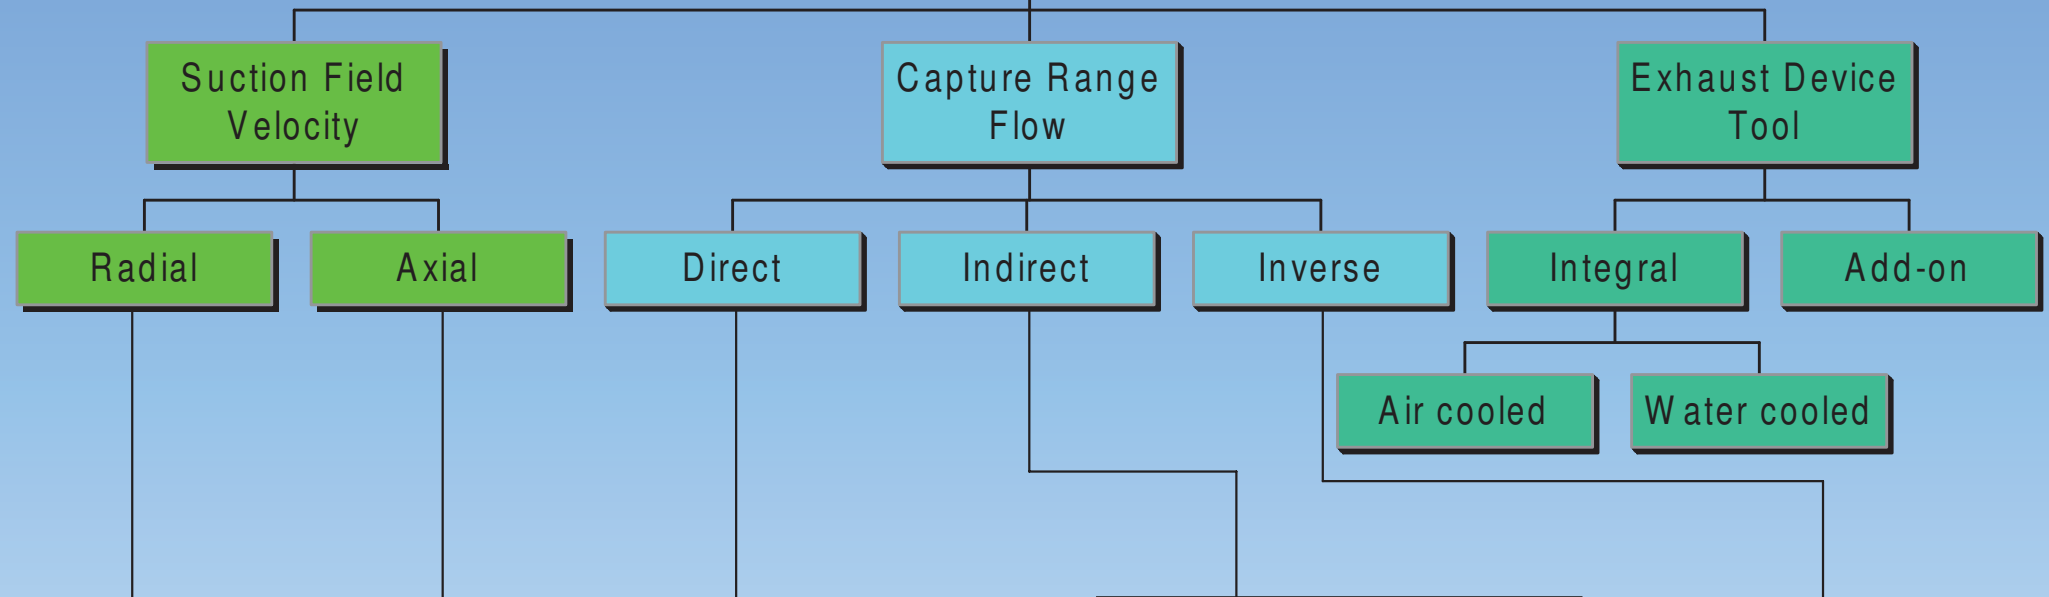 Suction Field
Velocity
Capture Range
Flow
Exhaust Device
Tool
Radial
Axial
Direct
Indirect
Inverse
Integral
Add-on
Air cooled
Water cooled